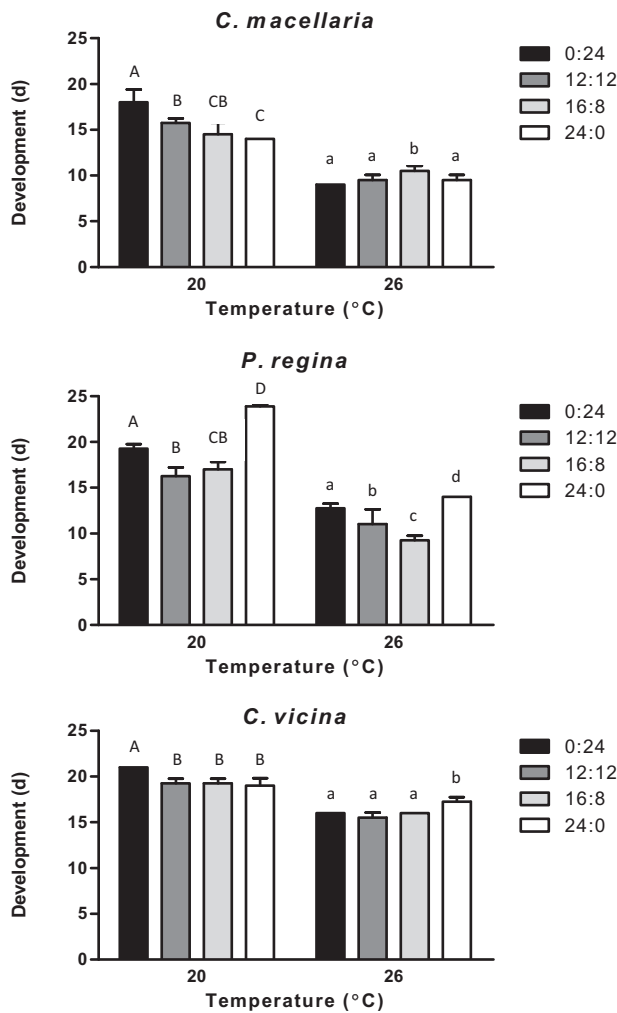 C. macellaria
Development (d)
25
20
15
10
5
0
A
B
CB
C
a
a
b
a
20
26
Temperature (°C)
0:24
12:12
16:8
24:0
P. regina
Development (d)
25
20
15
10
5
0
A
B
CB
D
a
b
c
d
20
26
Temperature (°C)
0:24
12:12
16:8
24:0
C. vicina
Development (d)
25
20
15
10
5
0
A
B
B
B
a
a
a
b
20
26
Temperature (°C)
0:24
12:12
16:8
24:0